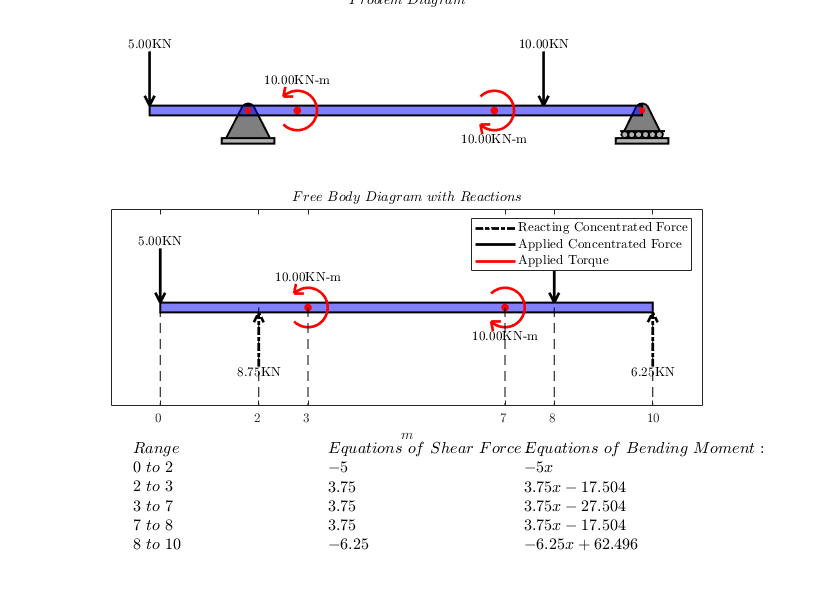 Problem Diagram
5.00KN
10.00KN
10.00KN-m
10.00KN-m
Free Body Diagram with Reactions
Reacting Concentrated Force
Applied Concentrated Force
Applied Torque
5.00KN
10.00KN-m
10.00KN-m
8.75KN
6.25KN
0 2 3 7 8 10
m
Range Equations of Shear Force Equations of Bending Moment :
0 to 2 −5 −5x
2 to 3 3.75 3.75x − 17.504
3 to 7 3.75 3.75x − 27.504
7 to 8 3.75 3.75x − 17.504
8 to 10 −6.25 −6.25x + 62.496